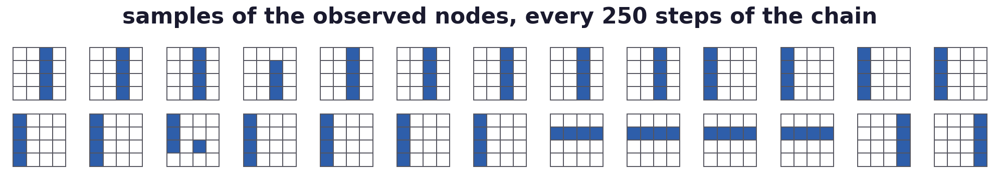 samples of the observed nodes, every 250 steps of the chain